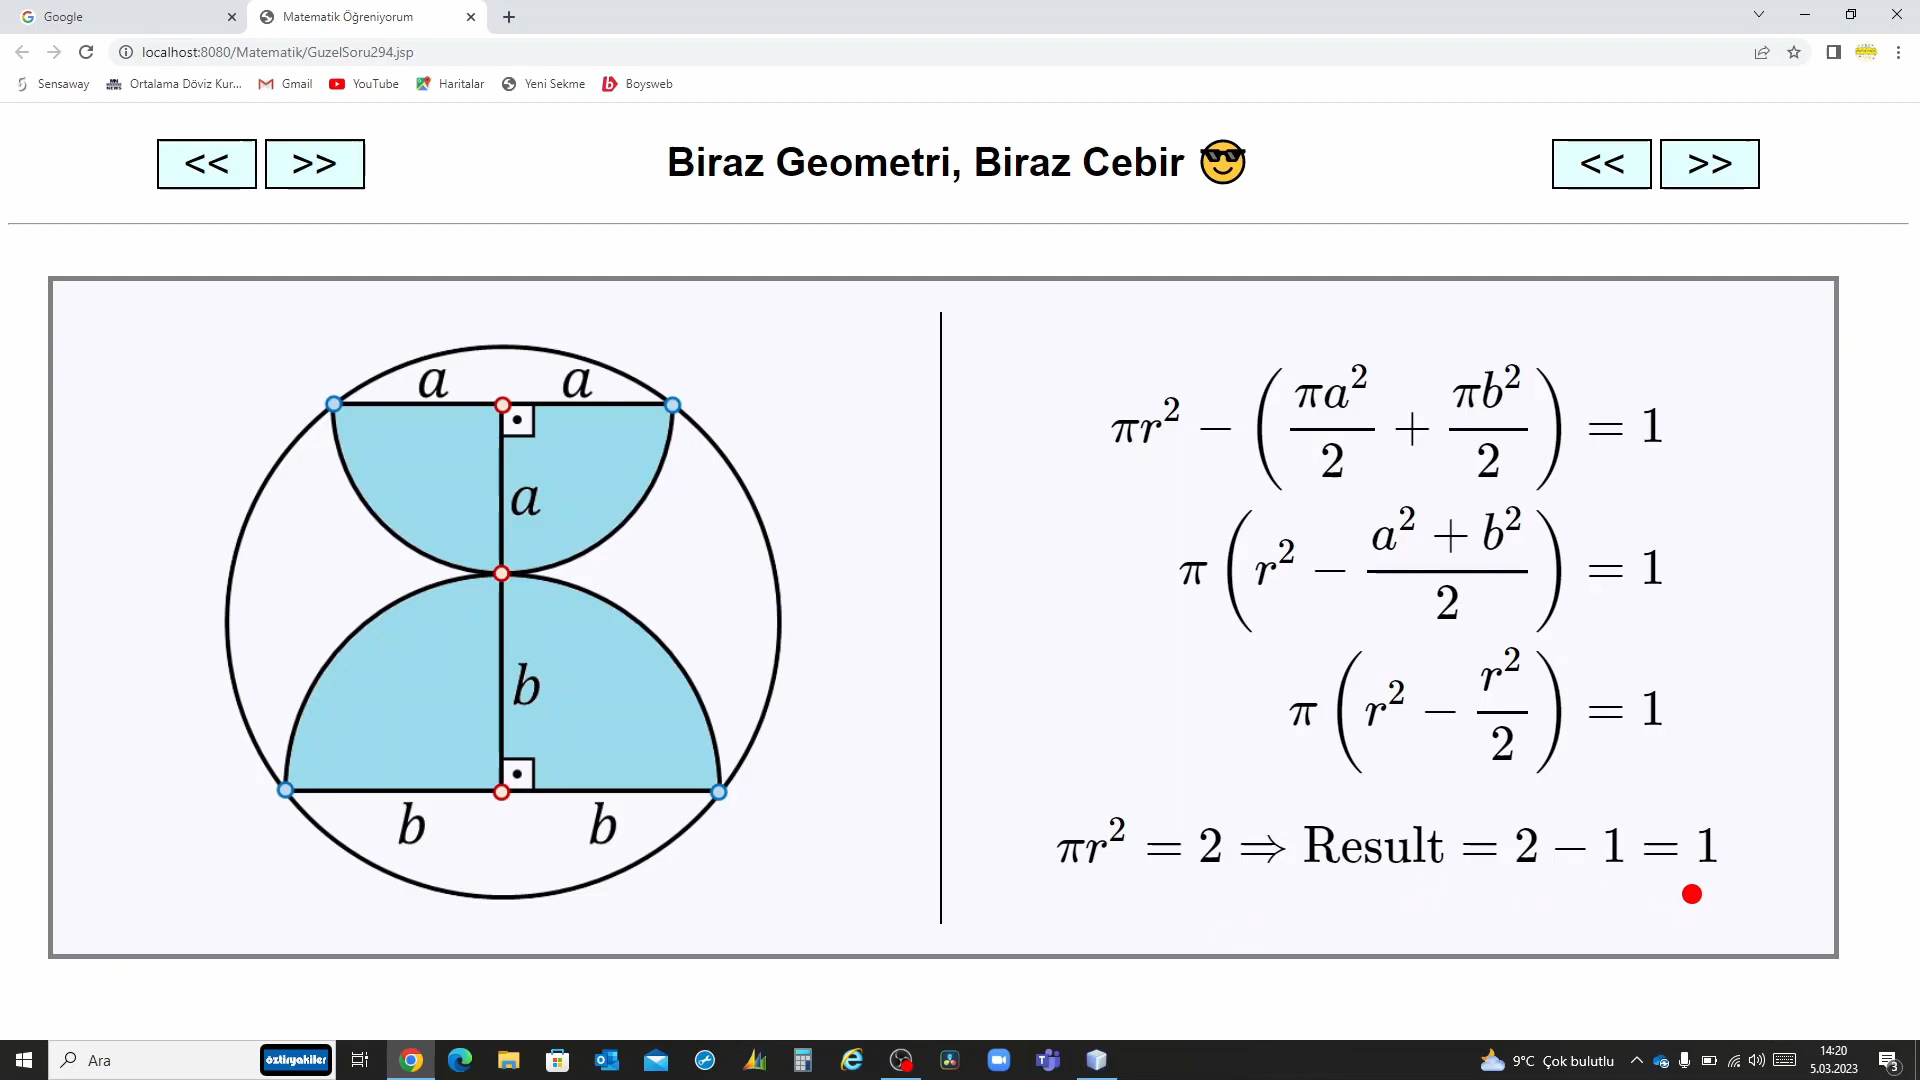 Google
Matematik Öğreniyorum
localhost:8080/Matematik/GuzelSoru294.jsp
Sensaway
Ortalama Döviz Kur...
Gmail
YouTube
Haritalar
Yeni Sekme
Boysweb
<< >>
Biraz Geometri, Biraz Cebir 😎
<< >>
a a
a
b
b b
πr² − (πa²/2 + πb²/2) = 1
π (r² − (a² + b²)/2) = 1
π (r² − r²/2) = 1
πr² = 2 ⇒ Result = 2 − 1 = 1
Ara
öztiryakiler
9°C Çok bulutlu
14:20
5.03.2023
3